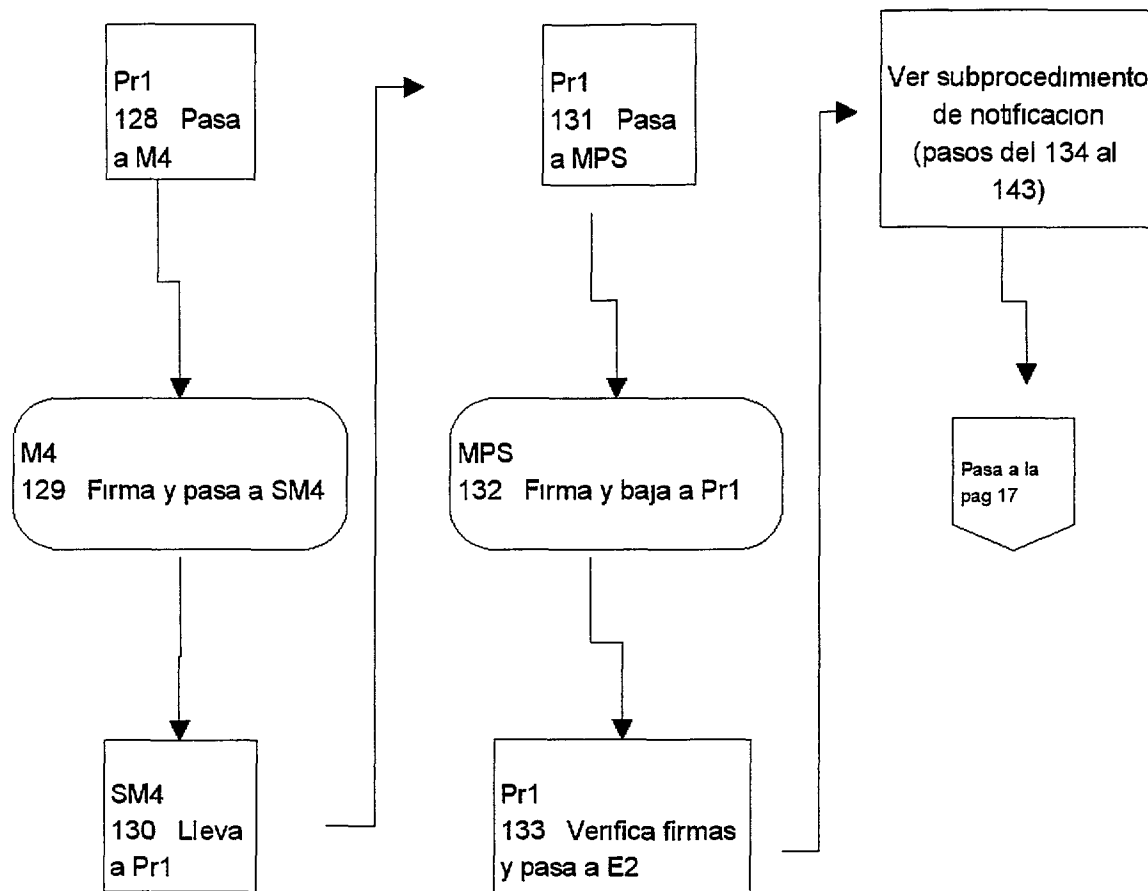 Pr1
128 Pasa
a M4
M4
129 Firma y pasa a SM4
SM4
130 Lleva
a Pr1
Pr1
131 Pasa
a MPS
MPS
132 Firma y baja a Pr1
Pr1
133 Verifica firmas
y pasa a E2
Ver subprocedimiento
de notificacion
(pasos del 134 al
143)
Pasa a la
pag 17